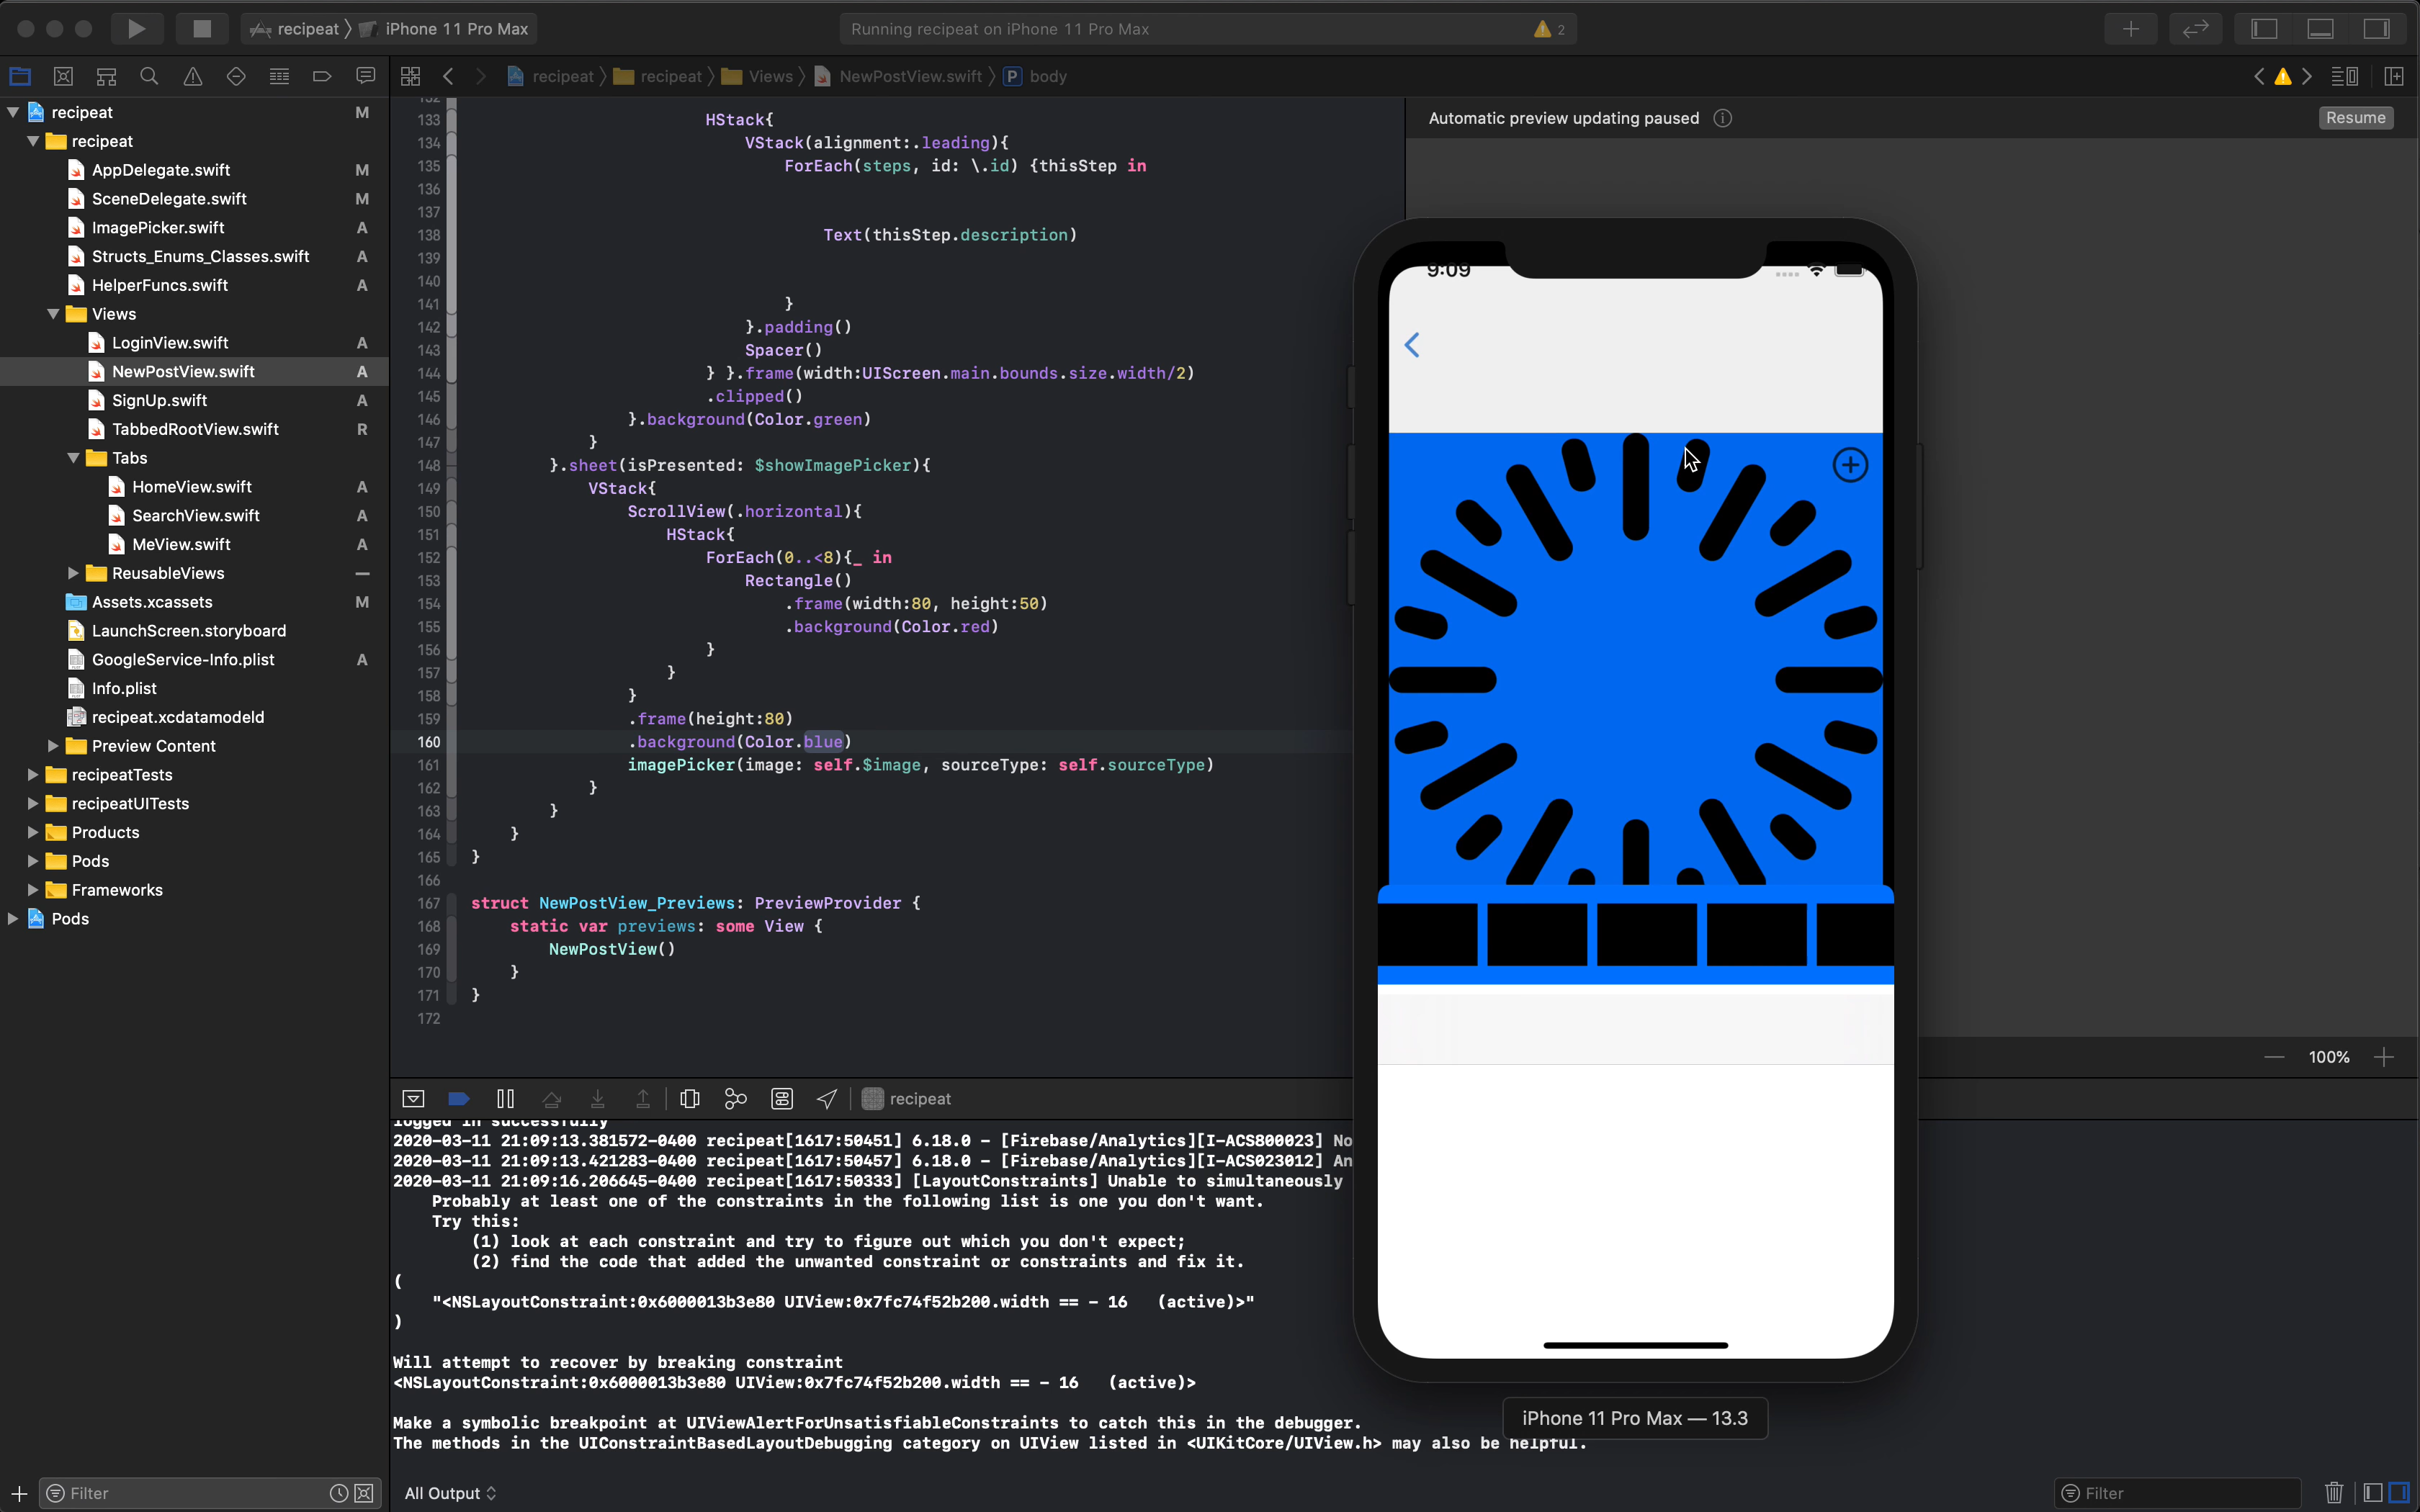 recipeat 〉 iPhone 11 Pro Max
Running recipeat on iPhone 11 Pro Max
2
recipeat 〉 recipeat 〉 Views 〉 NewPostView.swift 〉 P body
recipeat M
recipeat
AppDelegate.swift M
SceneDelegate.swift M
ImagePicker.swift A
Structs_Enums_Classes.swift A
HelperFuncs.swift A
Views
LoginView.swift A
NewPostView.swift A
SignUp.swift A
TabbedRootView.swift R
Tabs
HomeView.swift A
SearchView.swift A
MeView.swift A
ReusableViews —
Assets.xcassets M
LaunchScreen.storyboard
GoogleService-Info.plist A
Info.plist
recipeat.xcdatamodeld
Preview Content
recipeatTests
recipeatUITests
Products
Pods
Frameworks
Pods
Filter
132
133 HStack{
134 VStack(alignment:.leading){
135 ForEach(steps, id: \.id) {thisStep in
136
137
138 Text(thisStep.description)
139
140
141 }
142 }.padding()
143 Spacer()
144 } }.frame(width:UIScreen.main.bounds.size.width/2)
145 .clipped()
146 }.background(Color.green)
147 }
148 }.sheet(isPresented: $showImagePicker){
149 VStack{
150 ScrollView(.horizontal){
151 HStack{
152 ForEach(0..<8){_ in
153 Rectangle()
154 .frame(width:80, height:50)
155 .background(Color.red)
156 }
157 }
158 }
159 .frame(height:80)
160 .background(Color.blue)
161 imagePicker(image: self.$image, sourceType: self.sourceType)
162 }
163 }
164 }
165 }
166
167 struct NewPostView_Previews: PreviewProvider {
168 static var previews: some View {
169 NewPostView()
170 }
171 }
172
Automatic preview updating paused
Resume
9:09
100%
iPhone 11 Pro Max — 13.3
recipeat
logged in successfully
2020-03-11 21:09:13.381572-0400 recipeat[1617:50451] 6.18.0 - [Firebase/Analytics][I-ACS800023] No
2020-03-11 21:09:13.421283-0400 recipeat[1617:50457] 6.18.0 - [Firebase/Analytics][I-ACS023012] An
2020-03-11 21:09:16.206645-0400 recipeat[1617:50333] [LayoutConstraints] Unable to simultaneously
Probably at least one of the constraints in the following list is one you don't want.
Try this:
(1) look at each constraint and try to figure out which you don't expect;
(2) find the code that added the unwanted constraint or constraints and fix it.
(
"<NSLayoutConstraint:0x6000013b3e80 UIView:0x7fc74f52b200.width == - 16 (active)>"
)
Will attempt to recover by breaking constraint
<NSLayoutConstraint:0x6000013b3e80 UIView:0x7fc74f52b200.width == - 16 (active)>
Make a symbolic breakpoint at UIViewAlertForUnsatisfiableConstraints to catch this in the debugger.
The methods in the UIConstraintBasedLayoutDebugging category on UIView listed in <UIKitCore/UIView.h> may also be helpful.
All Output
Filter